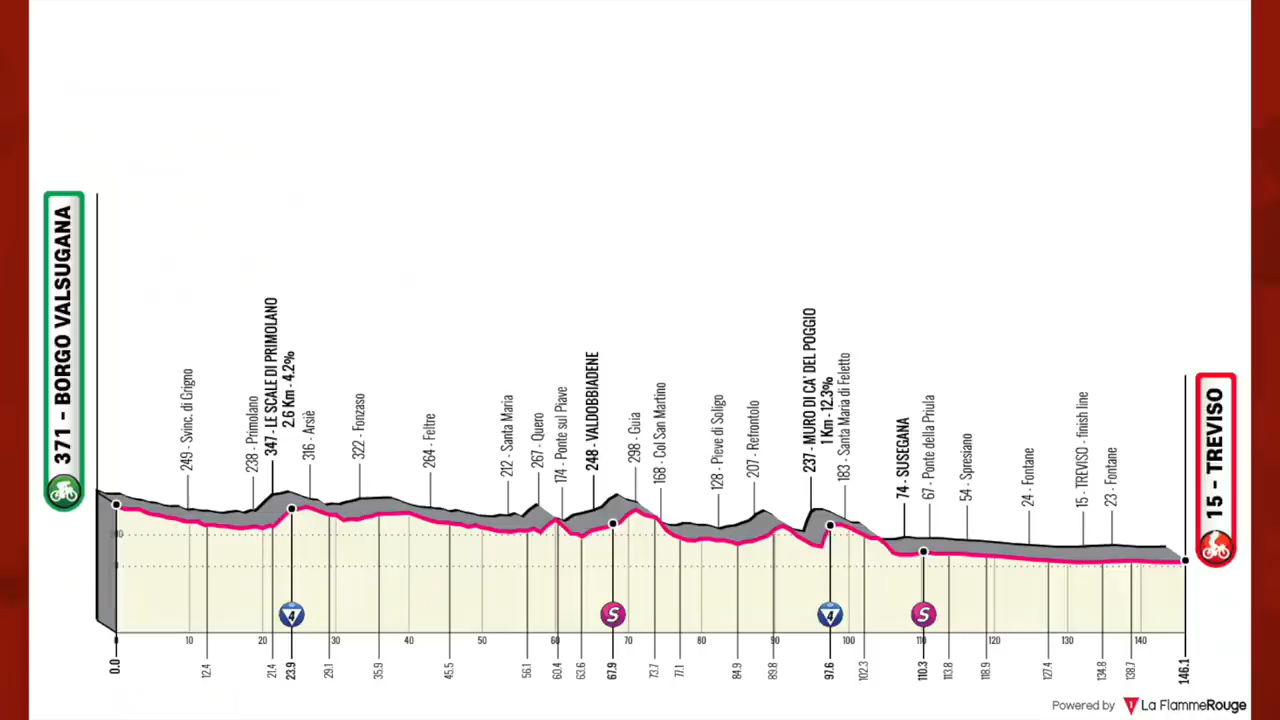 371 - BORGO VALSUGANA
249 - Svinc. di Grigno
238 - Primolano
347 - LE SCALE DI PRIMOLANO
2.6 Km - 4.2%
316 - Arsiè
322 - Fonzaso
264 - Feltre
212 - Santa Maria
267 - Quero
174 - Ponte sul Piave
248 - VALDOBBIADENE
298 - Guia
168 - Col San Martino
128 - Pieve di Soligo
207 - Refrontolo
237 - MURO DI CA' DEL POGGIO
1 Km - 12.3%
183 - Santa Maria di Feletto
74 - SUSEGANA
67 - Ponte della Priula
54 - Spresiano
24 - Fontane
15 - TREVISO - finish line
23 - Fontane
15 - TREVISO
200
0
4
S
4
S
0 10 20 30 40 50 60 70 80 90 100 110 120 130 140
0.0 12.4 21.4 23.9 29.1 35.9 45.5 56.1 60.4 63.6 67.9 73.7 77.1 84.9 89.8 97.6 102.3 110.3 113.8 118.9 127.4 134.8 138.7 146.1
Powered by 1 La FlammeRouge